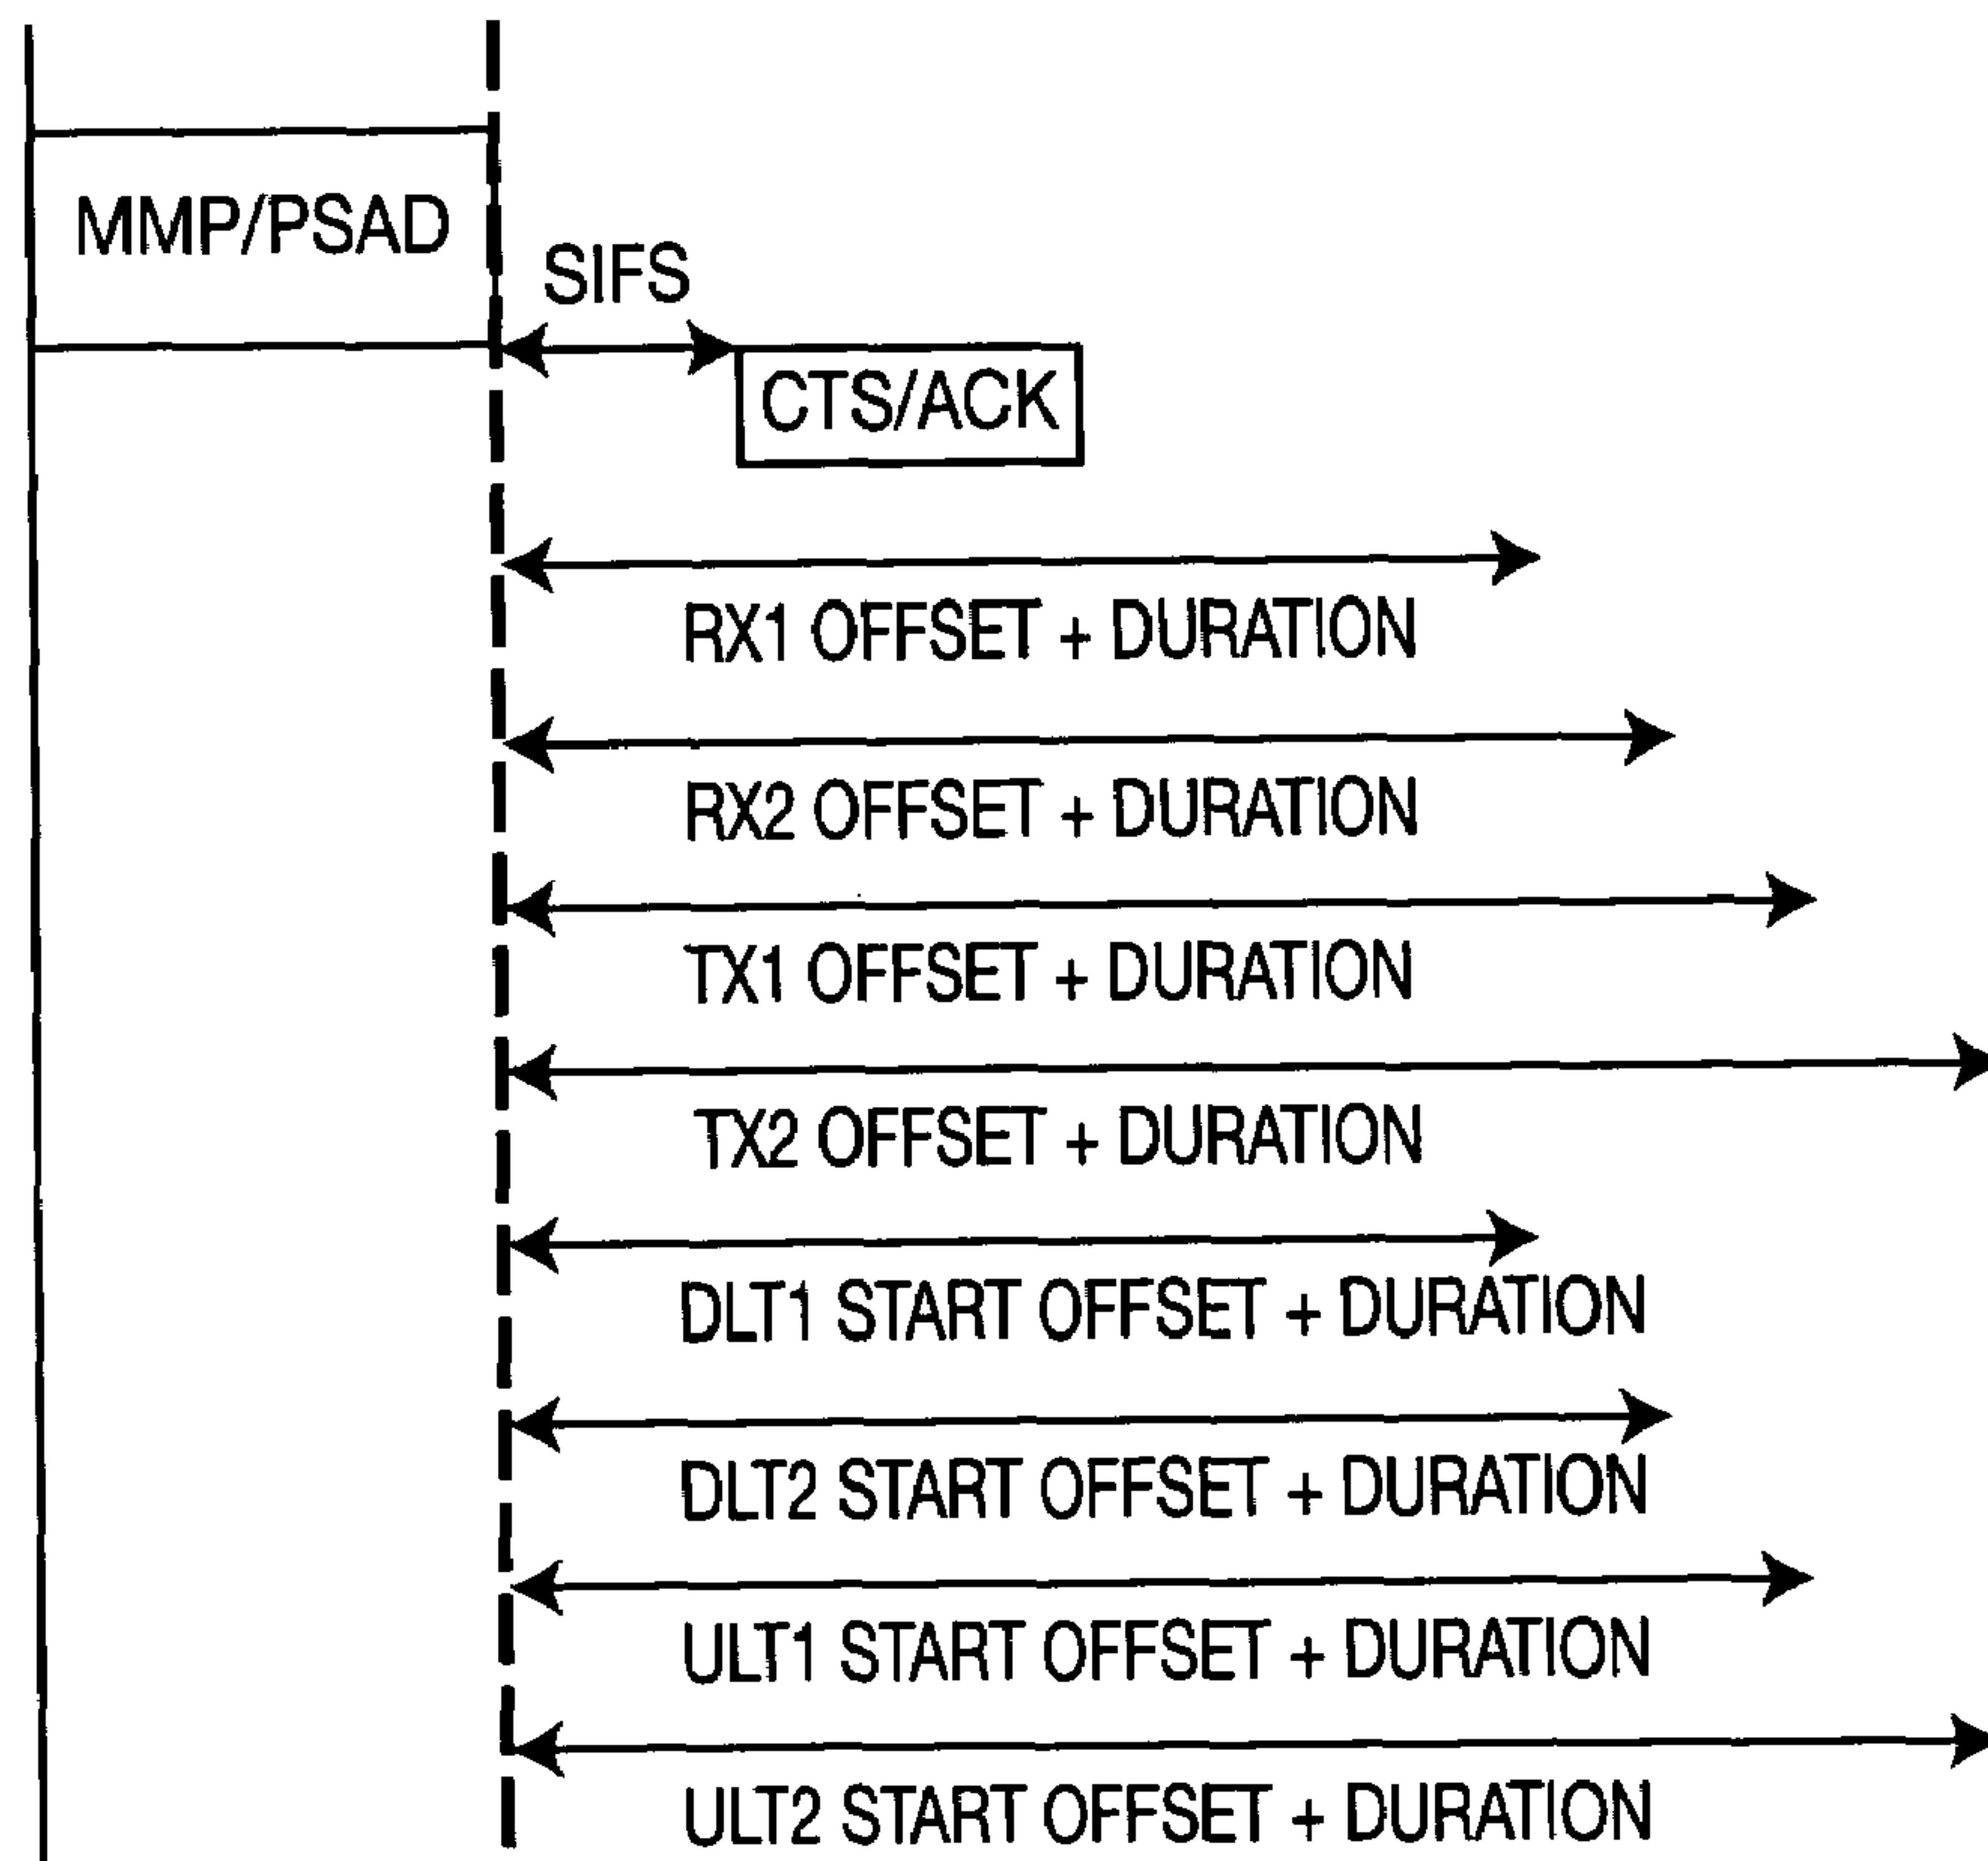 MMP/PSAD
SIFS
CTS/ACK
RX1 OFFSET + DURATION
RX2 OFFSET + DURATION
TX1 OFFSET + DURATION
TX2 OFFSET + DURATION
DLT1 START OFFSET + DURATION
DLT2 START OFFSET + DURATION
ULT1 START OFFSET + DURATION
ULT2 START OFFSET + DURATION